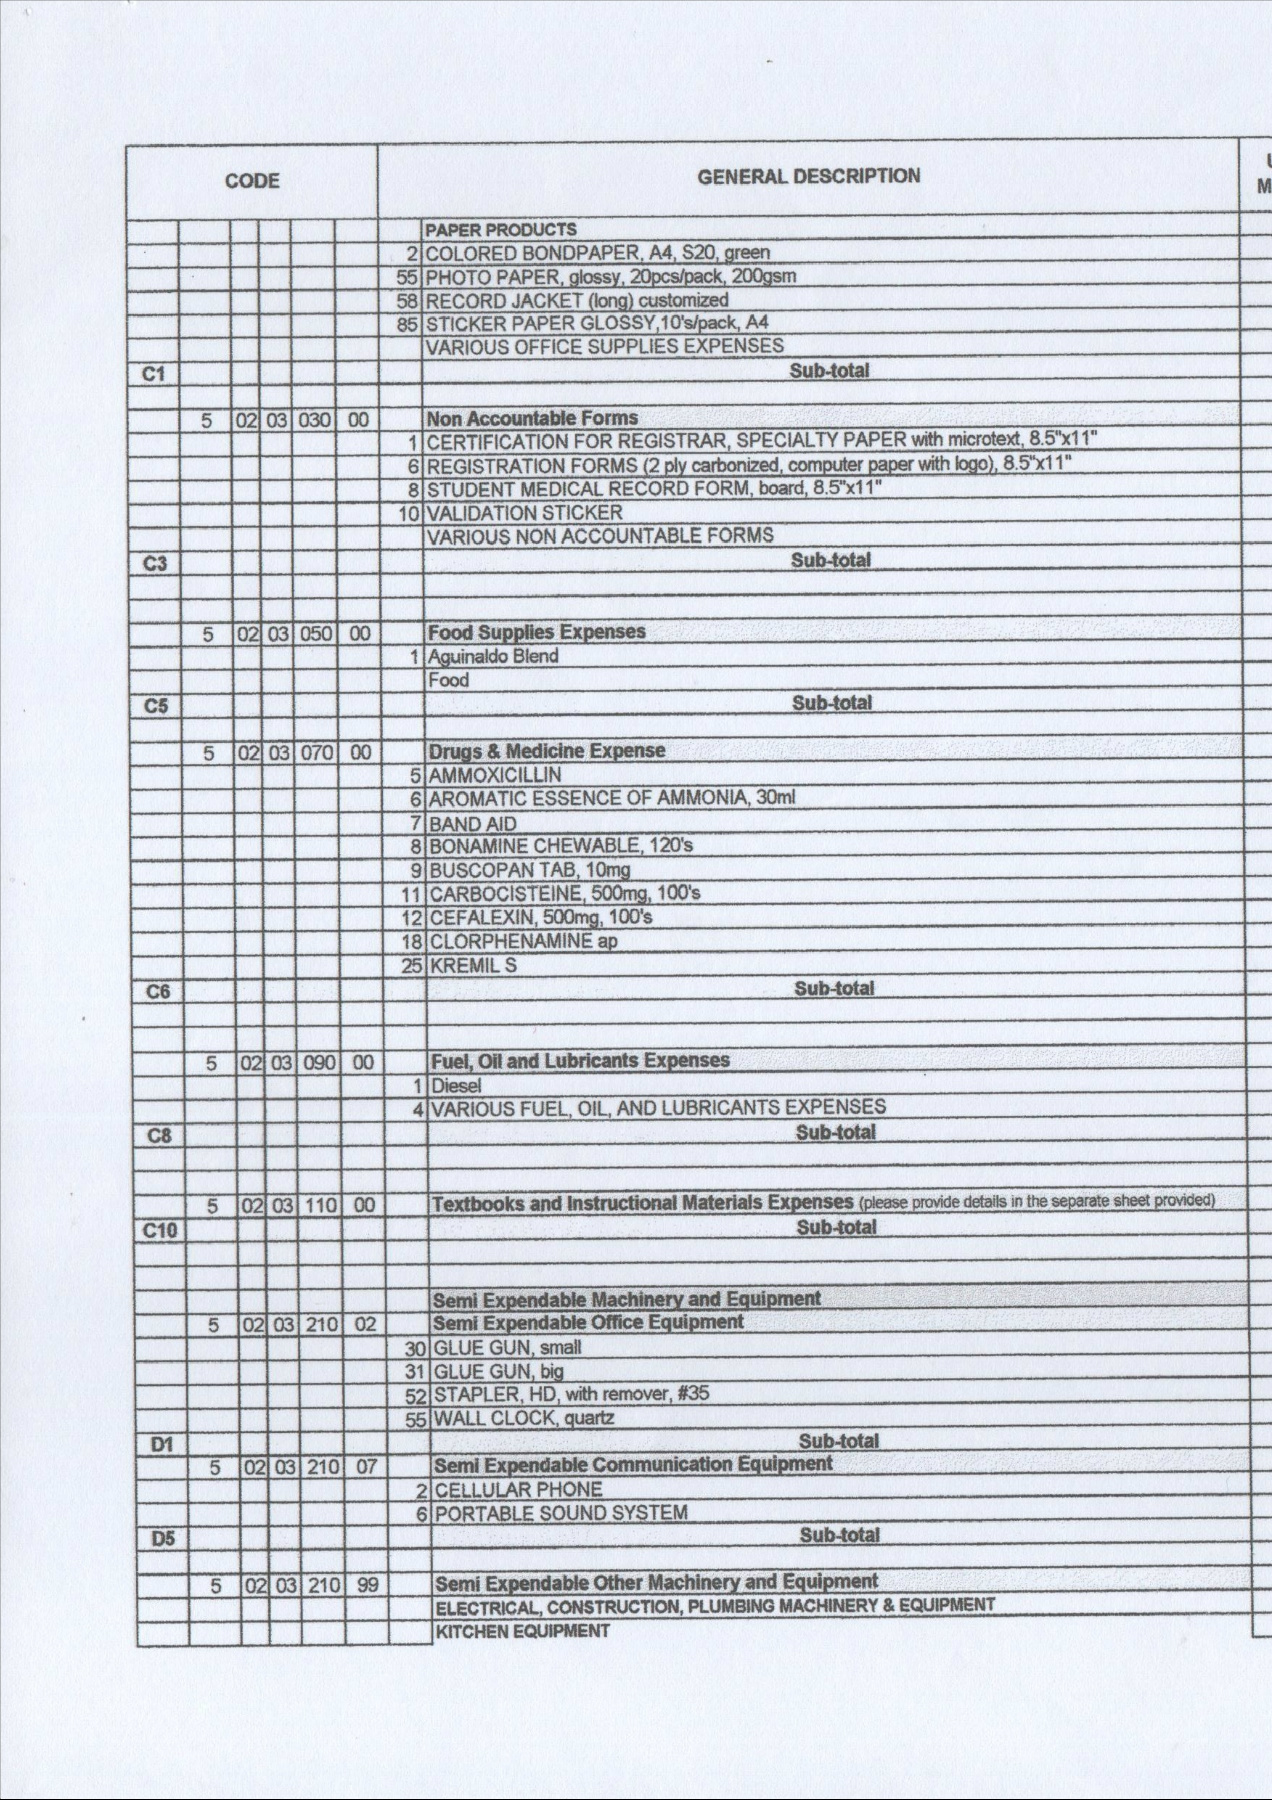 CODE GENERAL DESCRIPTION U
M
PAPER PRODUCTS
2 COLORED BONDPAPER, A4, S20, green
55 PHOTO PAPER, glossy, 20pcs/pack, 200gsm
58 RECORD JACKET (long) customized
85 STICKER PAPER GLOSSY,10's/pack, A4
VARIOUS OFFICE SUPPLIES EXPENSES
C1 Sub-total
5 02 03 030 00 Non Accountable Forms
1 CERTIFICATION FOR REGISTRAR, SPECIALTY PAPER with microtext, 8.5"x11"
6 REGISTRATION FORMS (2 ply carbonized, computer paper with logo), 8.5"x11"
8 STUDENT MEDICAL RECORD FORM, board, 8.5"x11"
10 VALIDATION STICKER
VARIOUS NON ACCOUNTABLE FORMS
C3 Sub-total
5 02 03 050 00 Food Supplies Expenses
1 Aguinaldo Blend
Food
C5 Sub-total
5 02 03 070 00 Drugs & Medicine Expense
5 AMMOXICILLIN
6 AROMATIC ESSENCE OF AMMONIA, 30ml
7 BAND AID
8 BONAMINE CHEWABLE, 120's
9 BUSCOPAN TAB, 10mg
11 CARBOCISTEINE, 500mg, 100's
12 CEFALEXIN, 500mg, 100's
18 CLORPHENAMINE ap
25 KREMIL S
C6 Sub-total
5 02 03 090 00 Fuel, Oil and Lubricants Expenses
1 Diesel
4 VARIOUS FUEL, OIL, AND LUBRICANTS EXPENSES
C8 Sub-total
5 02 03 110 00 Textbooks and Instructional Materials Expenses (please provide details in the separate sheet provided)
C10 Sub-total
Semi Expendable Machinery and Equipment
5 02 03 210 02 Semi Expendable Office Equipment
30 GLUE GUN, small
31 GLUE GUN, big
52 STAPLER, HD, with remover, #35
55 WALL CLOCK, quartz
D1 Sub-total
5 02 03 210 07 Semi Expendable Communication Equipment
2 CELLULAR PHONE
6 PORTABLE SOUND SYSTEM
D5 Sub-total
5 02 03 210 99 Semi Expendable Other Machinery and Equipment
ELECTRICAL, CONSTRUCTION, PLUMBING MACHINERY & EQUIPMENT
KITCHEN EQUIPMENT